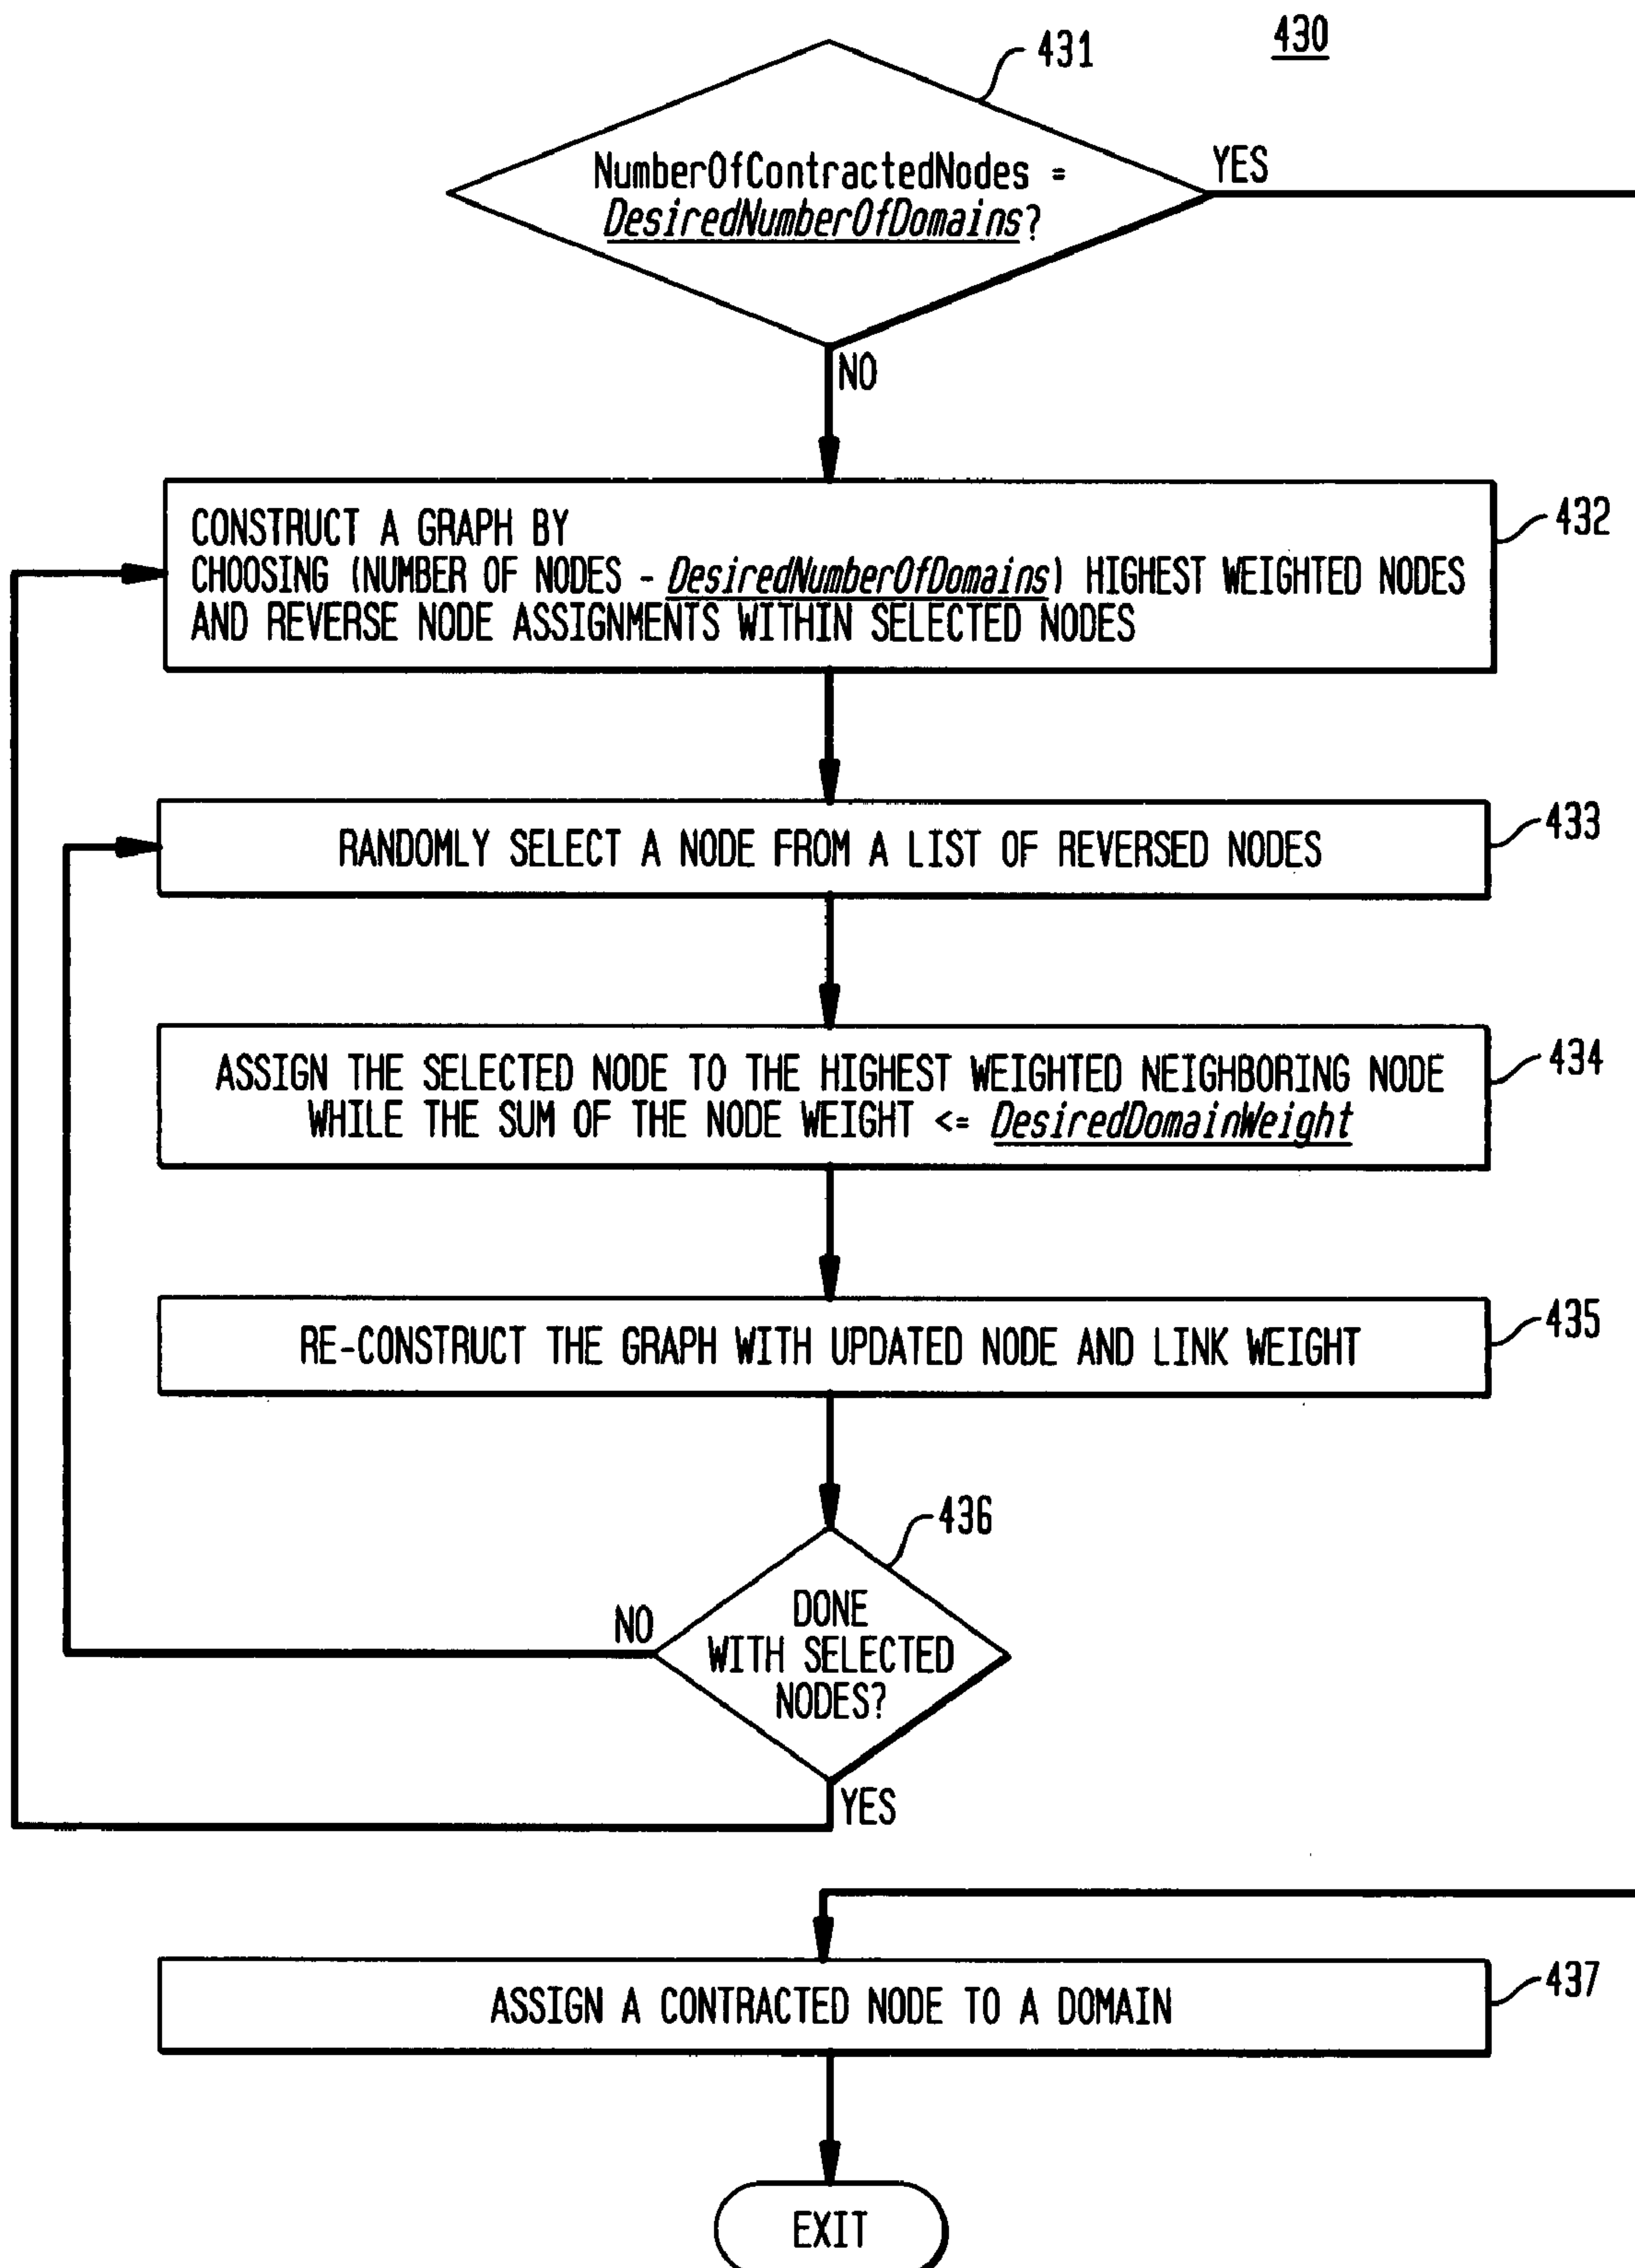 430
431
NumberOfContractedNodes =
DesiredNumberOfDomains?
YES
NO
432
CONSTRUCT A GRAPH BY
CHOOSING (NUMBER OF NODES - DesiredNumberOfDomains) HIGHEST WEIGHTED NODES
AND REVERSE NODE ASSIGNMENTS WITHIN SELECTED NODES
433
RANDOMLY SELECT A NODE FROM A LIST OF REVERSED NODES
434
ASSIGN THE SELECTED NODE TO THE HIGHEST WEIGHTED NEIGHBORING NODE
WHILE THE SUM OF THE NODE WEIGHT <= DesiredDomainWeight
435
RE-CONSTRUCT THE GRAPH WITH UPDATED NODE AND LINK WEIGHT
436
DONE
WITH SELECTED
NODES?
NO
YES
437
ASSIGN A CONTRACTED NODE TO A DOMAIN
EXIT